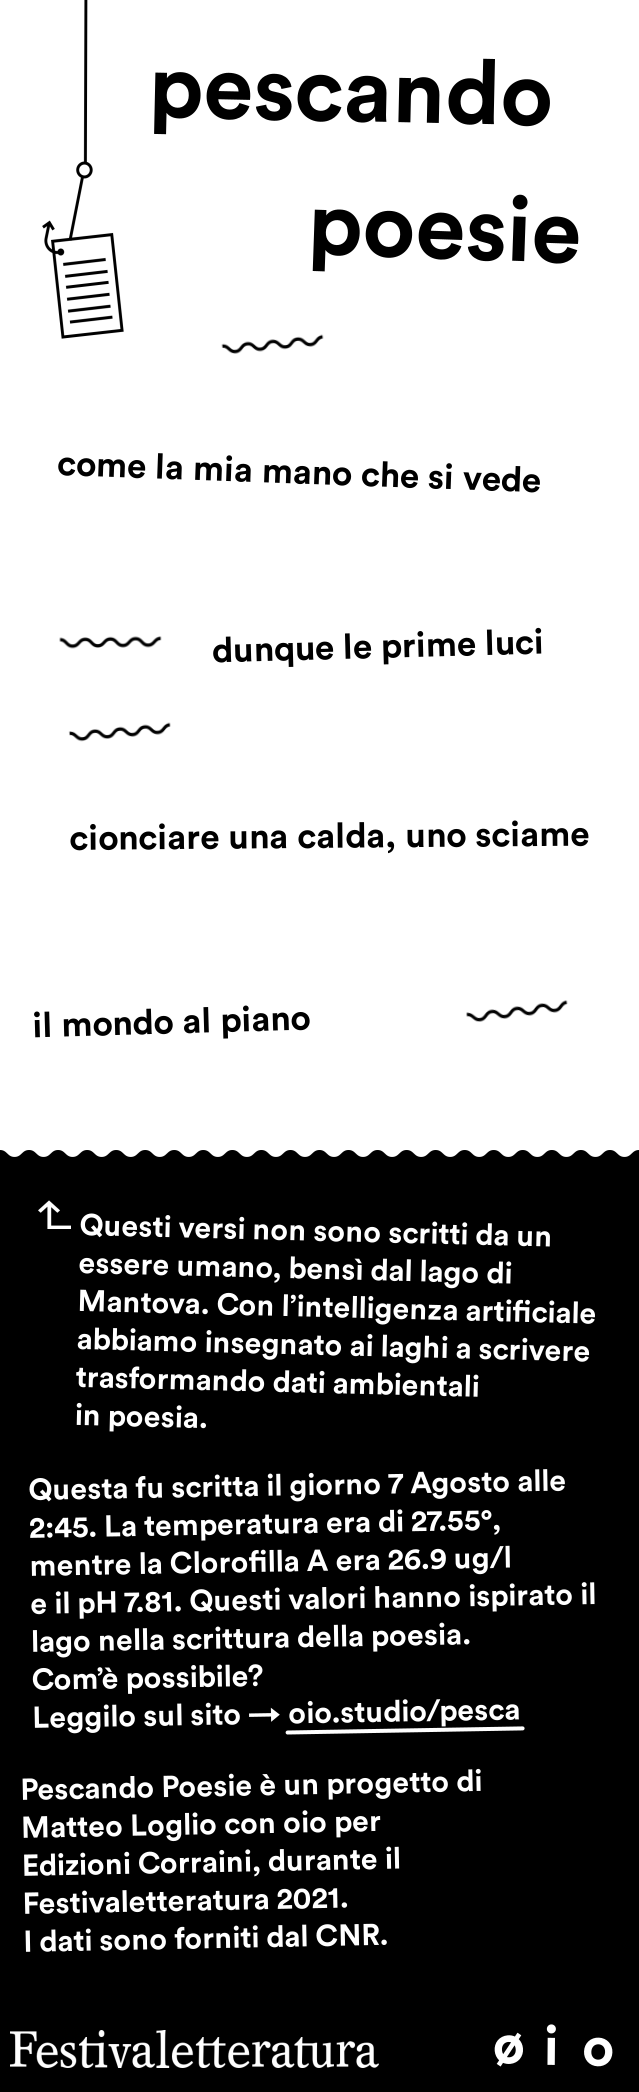 pescando
poesie
come la mia mano che si vede
dunque le prime luci
cionciare una calda, uno sciame
il mondo al piano
Questi versi non sono scritti da un
essere umano, bensì dal lago di
Mantova. Con l’intelligenza artificiale
abbiamo insegnato ai laghi a scrivere
trasformando dati ambientali
in poesia.
Questa fu scritta il giorno 7 Agosto alle
2:45. La temperatura era di 27.55°,
mentre la Clorofilla A era 26.9 ug/l
e il pH 7.81. Questi valori hanno ispirato il
lago nella scrittura della poesia.
Com’è possibile?
Leggilo sul sito → oio.studio/pesca
Pescando Poesie è un progetto di
Matteo Loglio con oio per
Edizioni Corraini, durante il
Festivaletteratura 2021.
I dati sono forniti dal CNR.
Festivaletteratura ø i o